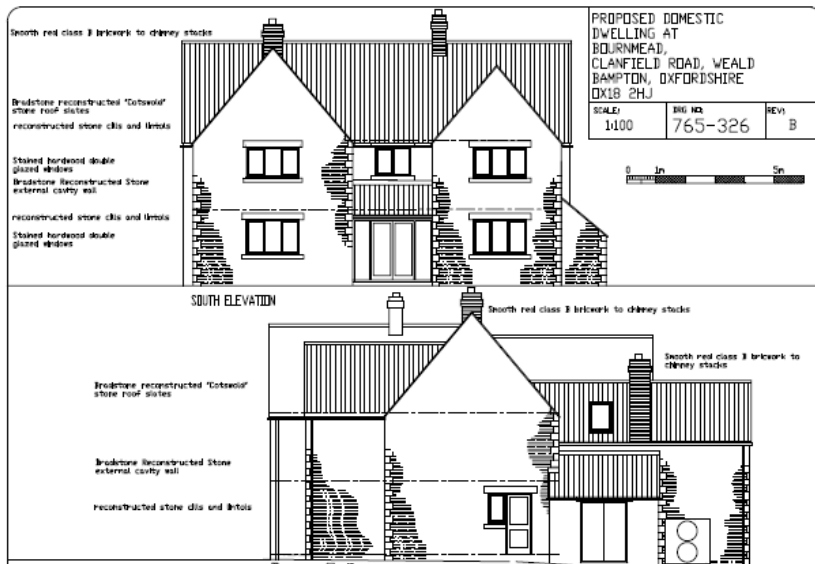 Smooth red class B brickwork to chimney stacks
Bradstone reconstructed "Cotswold"
stone roof slates
reconstructed stone cills and lintols
Stained hardwood double
glazed windows
Bradstone Reconstructed Stone
external cavity wall
reconstructed stone cills and lintols
Stained hardwood double
glazed windows
PROPOSED DOMESTIC
DWELLING AT
BOURNMEAD,
CLANFIELD ROAD, WEALD
BAMPTON, OXFORDSHIRE
OX18 2HJ
SCALE: DRG NO: REV:
1:100 765-326 B
0 1m 5m
SOUTH ELEVATION
Smooth red class B brickwork to chimney stacks
Smooth red class B brickwork to
chimney stacks
Bradstone reconstructed "Cotswold"
stone roof slates
Bradstone Reconstructed Stone
external cavity wall
reconstructed stone cills and lintols